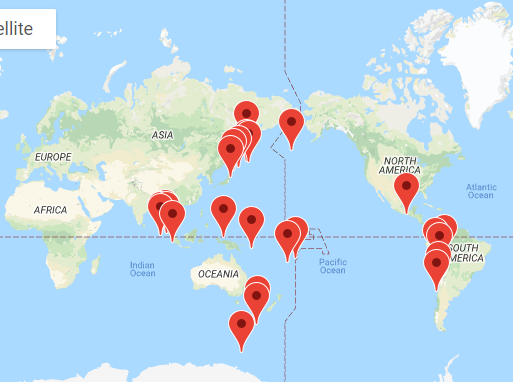 ellite
ASIA
EUROPE
NORTH
AMERICA
Atlantic
Ocean
AFRICA
SOUTH
AMERICA
Indian
Ocean
OCEANIA
Pacific
Ocean